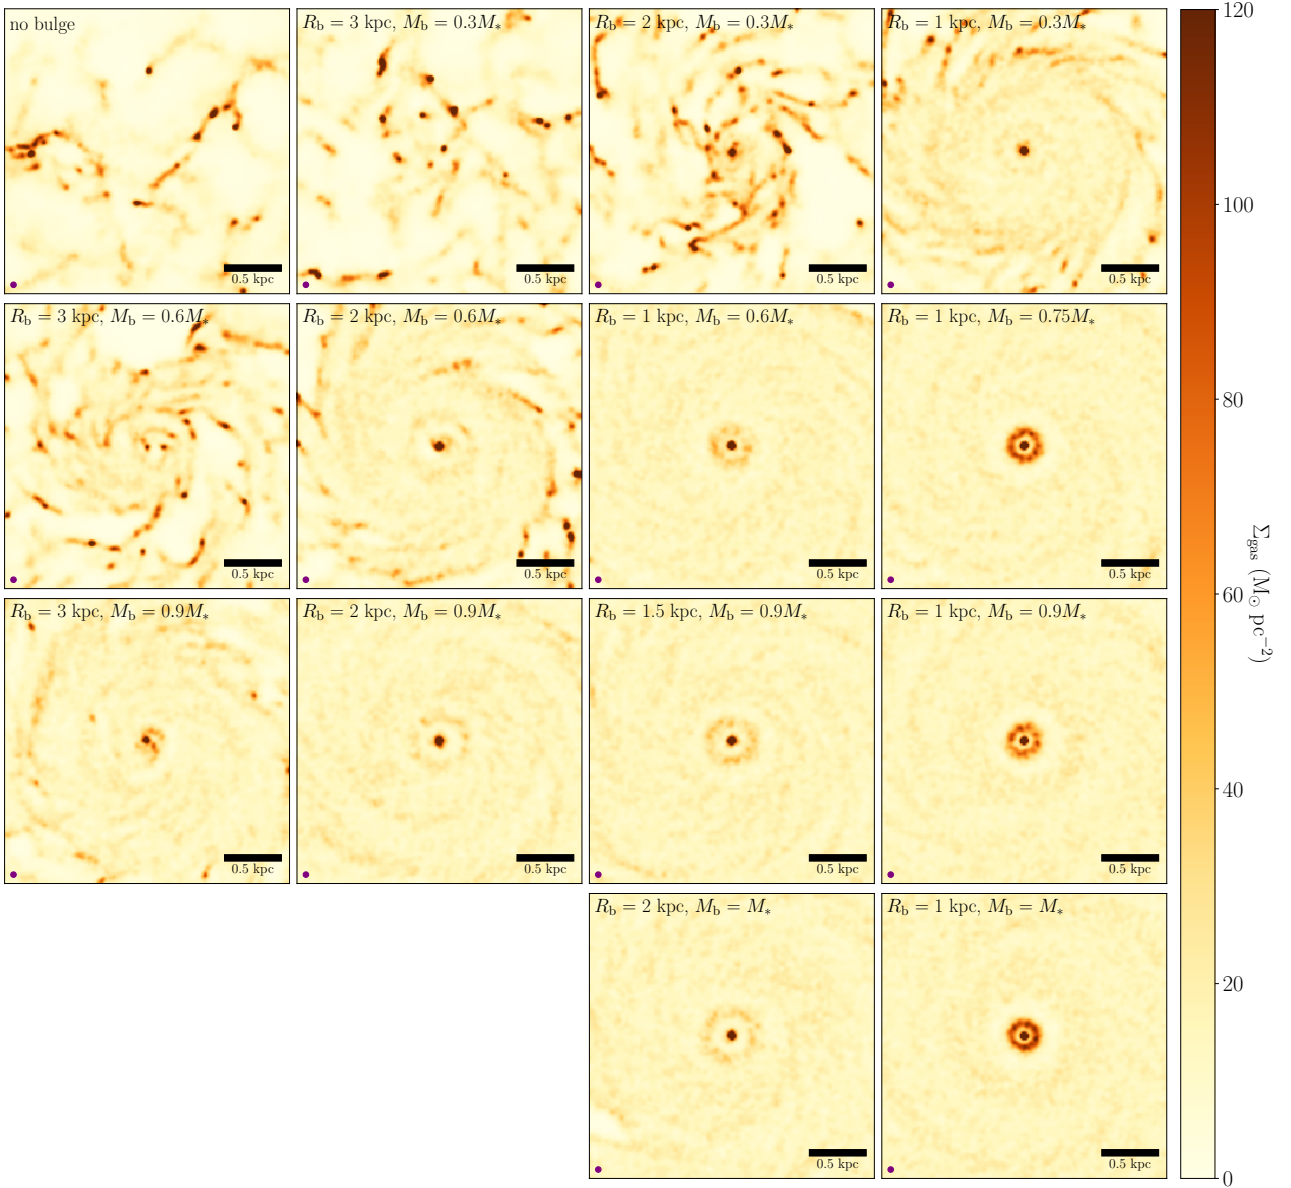 no bulge
R_b = 3 kpc, M_b = 0.3M_*
R_b = 2 kpc, M_b = 0.3M_*
R_b = 1 kpc, M_b = 0.3M_*
0.5 kpc
0.5 kpc
0.5 kpc
0.5 kpc
R_b = 3 kpc, M_b = 0.6M_*
R_b = 2 kpc, M_b = 0.6M_*
R_b = 1 kpc, M_b = 0.6M_*
R_b = 1 kpc, M_b = 0.75M_*
0.5 kpc
0.5 kpc
0.5 kpc
0.5 kpc
R_b = 3 kpc, M_b = 0.9M_*
R_b = 2 kpc, M_b = 0.9M_*
R_b = 1.5 kpc, M_b = 0.9M_*
R_b = 1 kpc, M_b = 0.9M_*
0.5 kpc
0.5 kpc
0.5 kpc
0.5 kpc
R_b = 2 kpc, M_b = M_*
R_b = 1 kpc, M_b = M_*
0.5 kpc
0.5 kpc
120
100
80
60
40
20
0
Σ_gas (M_⊙ pc^−2)